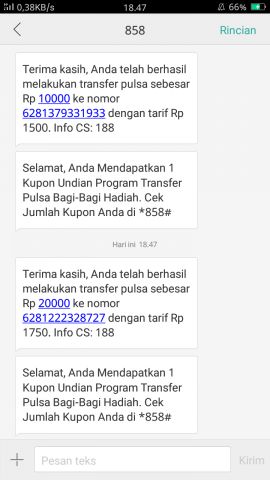 0,38KB/s 18.47 66%
858 Rincian
Terima kasih, Anda telah berhasil
melakukan transfer pulsa sebesar
Rp 10000 ke nomor
6281379331933 dengan tarif Rp
1500. Info CS: 188
Selamat, Anda Mendapatkan 1
Kupon Undian Program Transfer
Pulsa Bagi-Bagi Hadiah. Cek
Jumlah Kupon Anda di *858#
Hari ini 18.47
Terima kasih, Anda telah berhasil
melakukan transfer pulsa sebesar
Rp 20000 ke nomor
6281222328727 dengan tarif Rp
1750. Info CS: 188
Selamat, Anda Mendapatkan 1
Kupon Undian Program Transfer
Pulsa Bagi-Bagi Hadiah. Cek
Jumlah Kupon Anda di *858#
Pesan teks Kirim